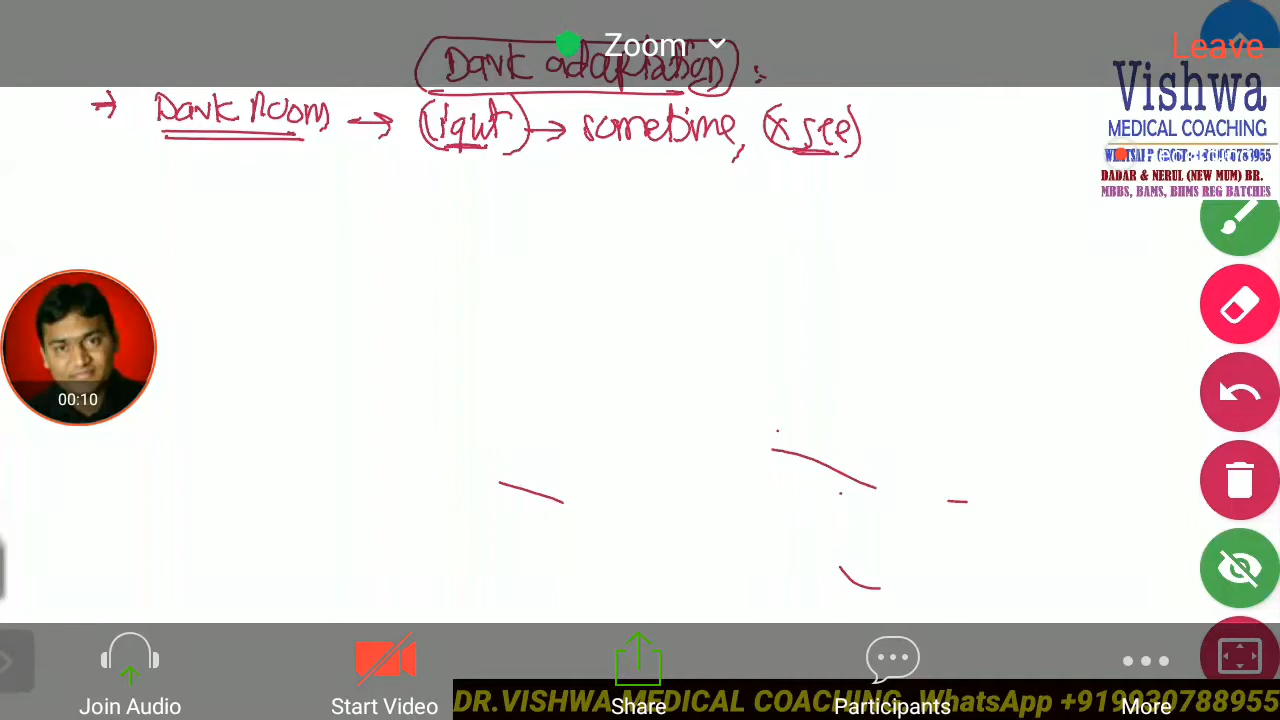 Zoom
Leave
Dark adaptation :
→ Dark Room → (light) → sometime, (x see)
Vishwa
MEDICAL COACHING
DADAR & NERUL (NEW MUM) BR.
MBBS, BAMS, BHMS REG BATCHES
00:10
Join Audio
Start Video
Share
Participants
More
DR.VISHWA MEDICAL COACHING, WhatsApp +919930788955